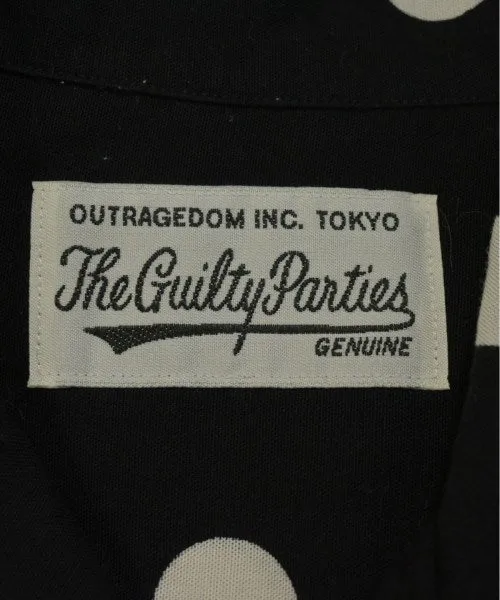 OUTRAGEDOM INC. TOKYO
The Guilty Parties
GENUINE